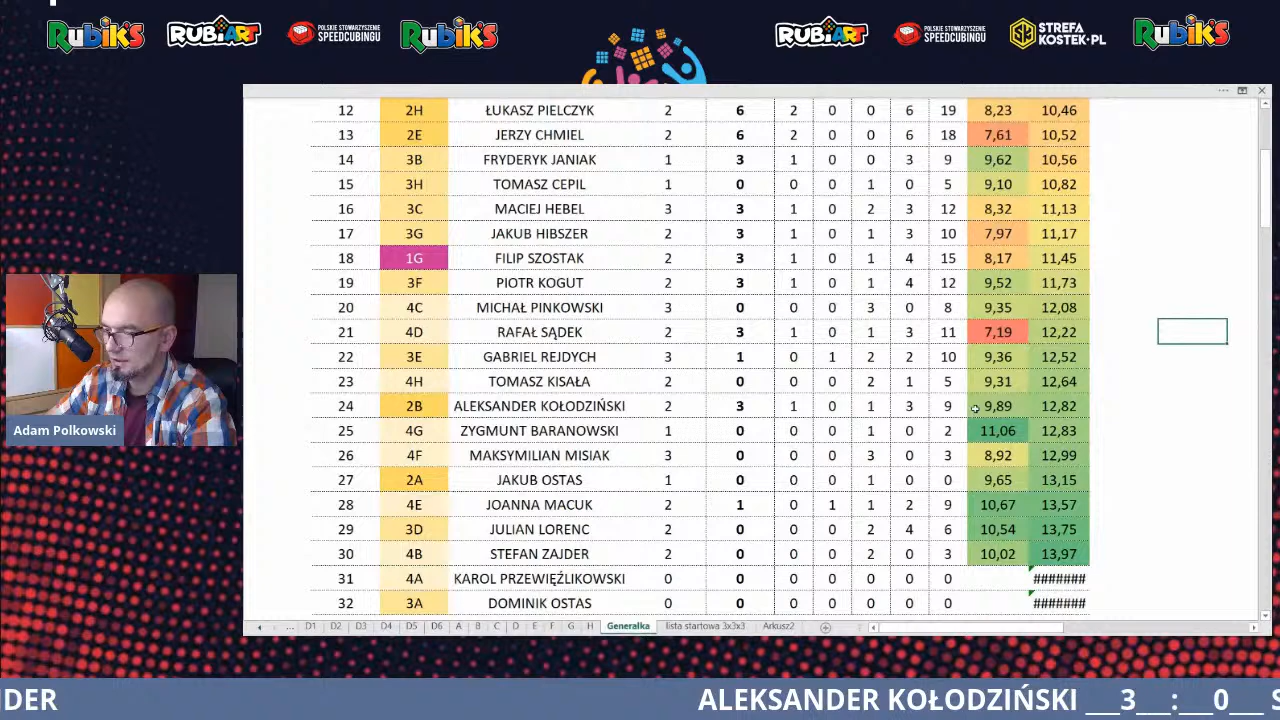 RUBIK'S RUBIART POLSKIE STOWARZYSZENIE SPEEDCUBINGU RUBIK'S RUBIART POLSKIE STOWARZYSZENIE SPEEDCUBINGU STREFA KOSTEK.PL RUBIK'S
12 2H ŁUKASZ PIELCZYK 2 6 2 0 0 6 19 8,23 10,46
13 2E JERZY CHMIEL 2 6 2 0 0 6 18 7,61 10,52
14 3B FRYDERYK JANIAK 1 3 1 0 0 3 9 9,62 10,56
15 3H TOMASZ CEPIL 1 0 0 0 1 0 5 9,10 10,82
16 3C MACIEJ HEBEL 3 3 1 0 2 3 12 8,32 11,13
17 3G JAKUB HIBSZER 2 3 1 0 1 3 10 7,97 11,17
18 1G FILIP SZOSTAK 2 3 1 0 1 4 15 8,17 11,45
19 3F PIOTR KOGUT 2 3 1 0 1 4 12 9,52 11,73
20 4C MICHAŁ PINKOWSKI 3 0 0 0 3 0 8 9,35 12,08
21 4D RAFAŁ SĄDEK 2 3 1 0 1 3 11 7,19 12,22
22 3E GABRIEL REJDYCH 3 1 0 1 2 2 10 9,36 12,52
23 4H TOMASZ KISAŁA 2 0 0 0 2 1 5 9,31 12,64
24 2B ALEKSANDER KOŁODZIŃSKI 2 3 1 0 1 3 9 9,89 12,82
25 4G ZYGMUNT BARANOWSKI 1 0 0 0 1 0 2 11,06 12,83
26 4F MAKSYMILIAN MISIAK 3 0 0 0 3 0 3 8,92 12,99
27 2A JAKUB OSTAS 1 0 0 0 1 0 0 9,65 13,15
28 4E JOANNA MACUK 2 1 0 1 1 2 9 10,67 13,57
29 3D JULIAN LORENC 2 0 0 0 2 4 6 10,54 13,75
30 4B STEFAN ZAJDER 2 0 0 0 2 0 3 10,02 13,97
31 4A KAROL PRZEWIĘŹLIKOWSKI 0 0 0 0 0 0 0 #######
32 3A DOMINIK OSTAS 0 0 0 0 0 0 0 #######
Adam Polkowski
... D1 D2 D3 D4 D5 D6 A B C D E F G H Generalka lista startowa 3x3x3 Arkusz2
NDER ALEKSANDER KOŁODZIŃSKI __3__:__0__ S